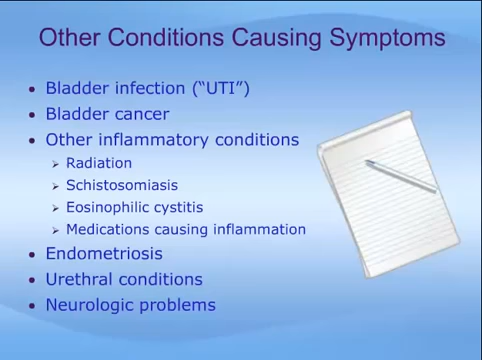 Other Conditions Causing Symptoms
Bladder infection (“UTI”)
Bladder cancer
Other inflammatory conditions
Radiation
Schistosomiasis
Eosinophilic cystitis
Medications causing inflammation
Endometriosis
Urethral conditions
Neurologic problems